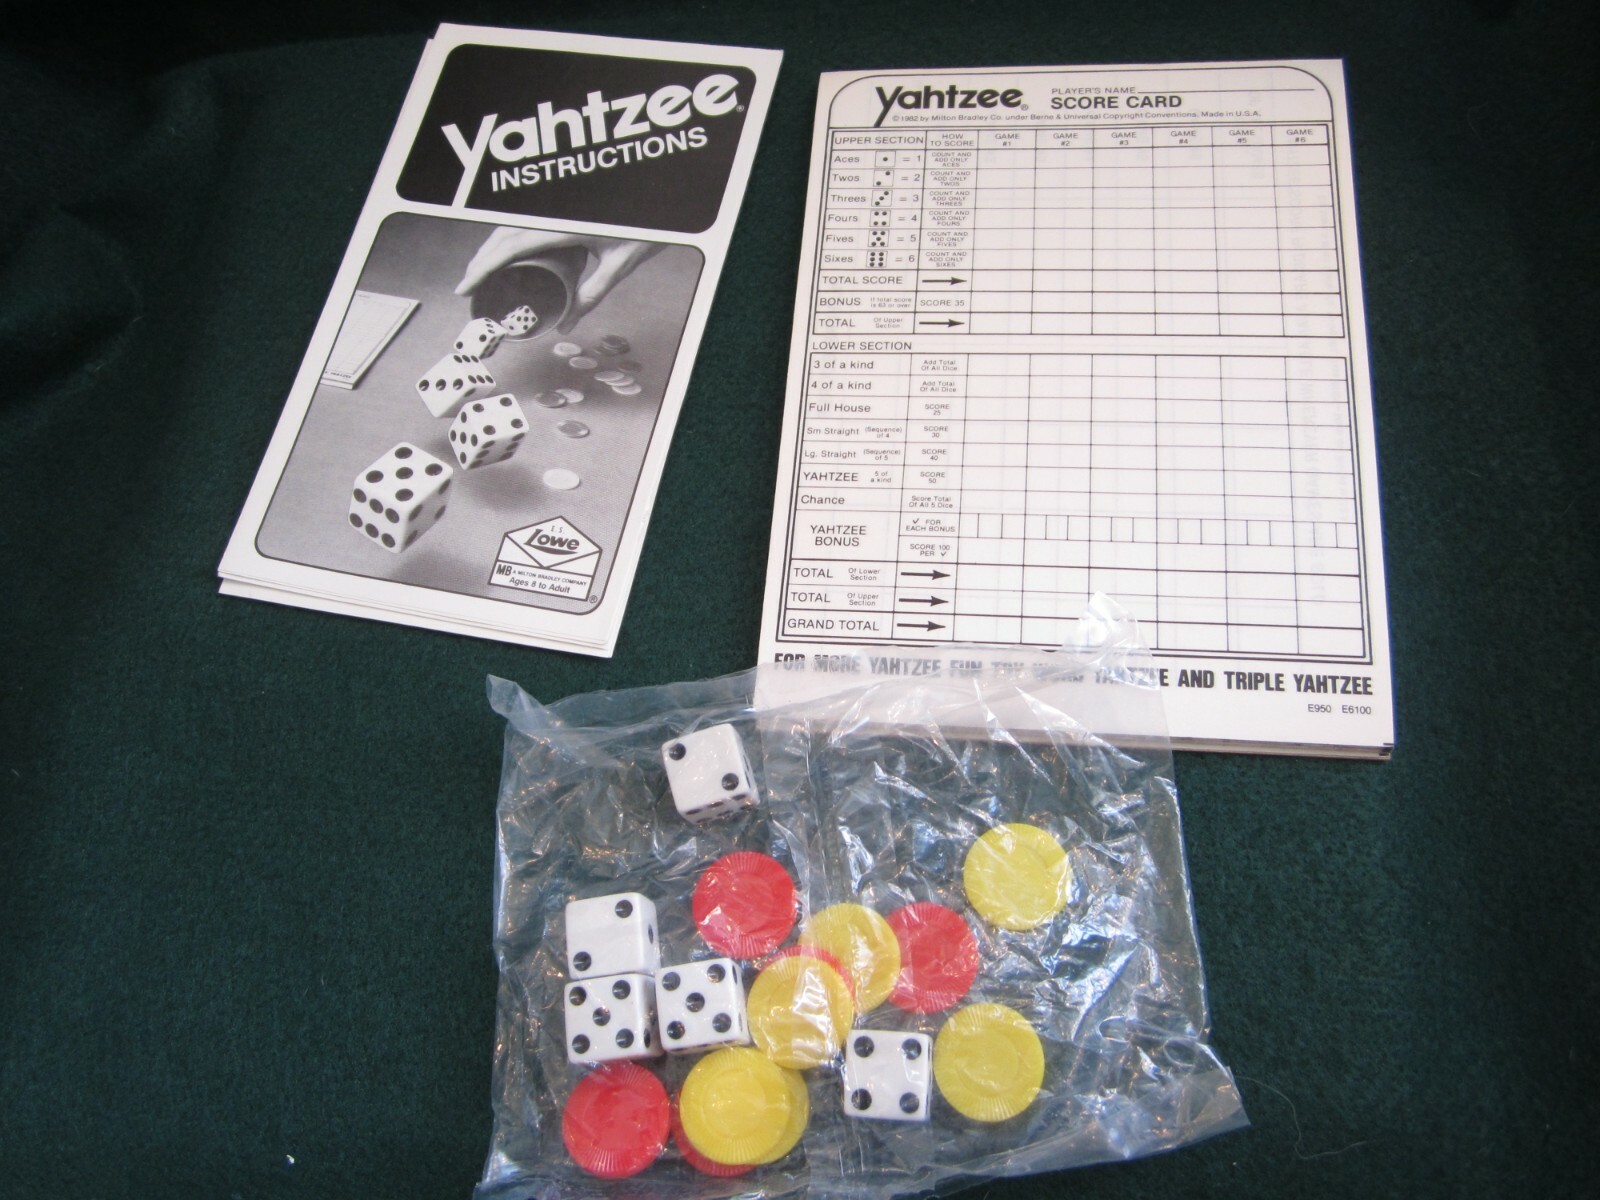 Yahtzee®
INSTRUCTIONS
E.S.
Lowe
MB A MILTON BRADLEY COMPANY
Ages 8 to Adult
®
Yahtzee® SCORE CARD
PLAYER'S NAME
©1982 by Milton Bradley Co. under Berne & Universal Copyright Conventions, Made in U.S.A.
UPPER SECTION HOW TO SCORE GAME #1 GAME #2 GAME #3 GAME #4 GAME #5 GAME #6
Aces = 1 COUNT AND ADD ONLY ACES
Twos = 2 COUNT AND ADD ONLY TWOS
Threes = 3 COUNT AND ADD ONLY THREES
Fours = 4 COUNT AND ADD ONLY FOURS
Fives = 5 COUNT AND ADD ONLY FIVES
Sixes = 6 COUNT AND ADD ONLY SIXES
TOTAL SCORE
BONUS If total score is 63 or over SCORE 35
TOTAL Of Upper Section
LOWER SECTION
3 of a kind Add Total Of All Dice
4 of a kind Add Total Of All Dice
Full House SCORE 25
Sm Straight (Sequence) of 4 SCORE 30
Lg. Straight (Sequence) of 5 SCORE 40
YAHTZEE 5 of a kind SCORE 50
Chance Score Total Of All 5 Dice
YAHTZEE BONUS ✓ FOR EACH BONUS
SCORE 100 PER ✓
TOTAL Of Lower Section
TOTAL Of Upper Section
GRAND TOTAL
FOR MORE YAHTZEE FUN TRY WORD YAHTZEE AND TRIPLE YAHTZEE
E950 E6100